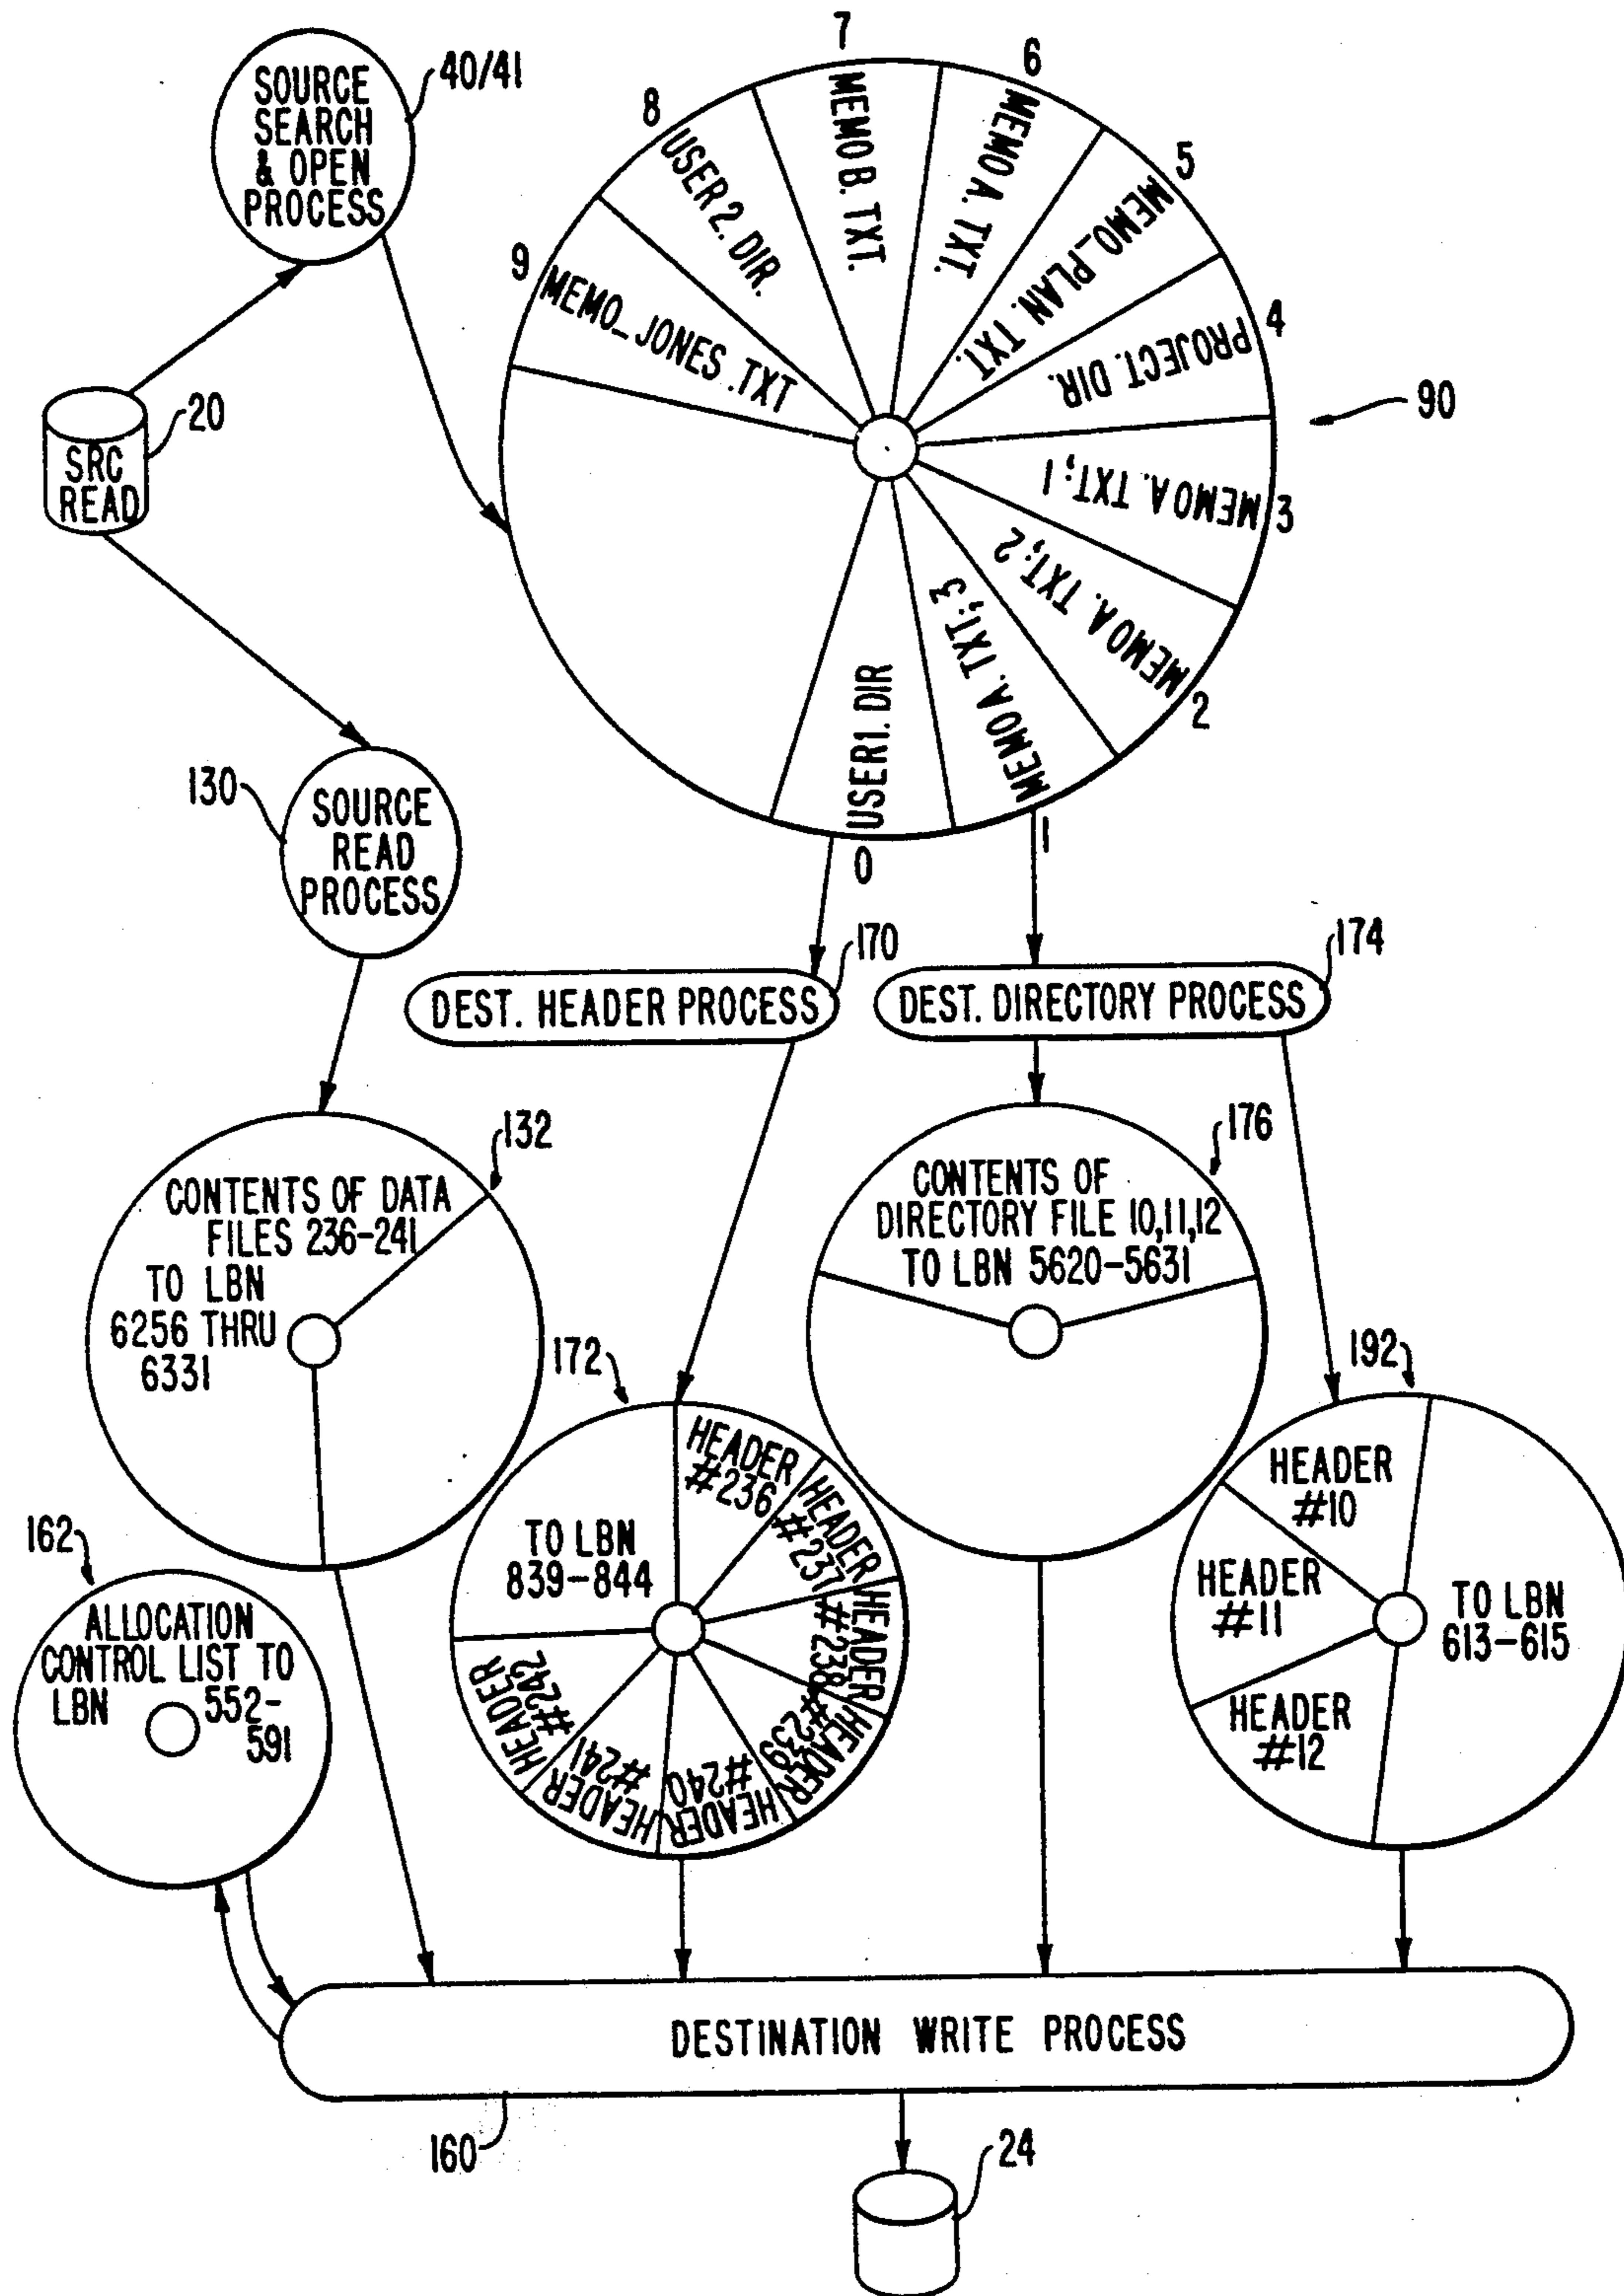 SOURCE
SEARCH
& OPEN
PROCESS
40/41
SRC
READ
20
7
MEMO B. TXT.
6
MEMO A. TXT.
5
MEMO_PLAN. TXT.
4
PROJECT. DIR.
90
3
MEMO A. TXT; 1
2
MEMO A. TXT; 2
1
MEMO A. TXT; 3
0
USER 1. DIR
9
MEMO_JONES .TXT
8
USER 2. DIR.
130
SOURCE
READ
PROCESS
170
DEST. HEADER PROCESS
174
DEST. DIRECTORY PROCESS
132
CONTENTS OF DATA
FILES 236-241
TO LBN
6256 THRU
6331
176
CONTENTS OF
DIRECTORY FILE 10,11,12
TO LBN 5620-5631
172
TO LBN
839-844
HEADER
#236
HEADER
#237
HEADER
#238
HEADER
#239
HEADER
#240
HEADER
#241
HEADER
#242
192
HEADER
#10
HEADER
#11
HEADER
#12
TO LBN
613-615
162
ALLOCATION
CONTROL LIST TO
LBN 552-
591
DESTINATION WRITE PROCESS
160
24